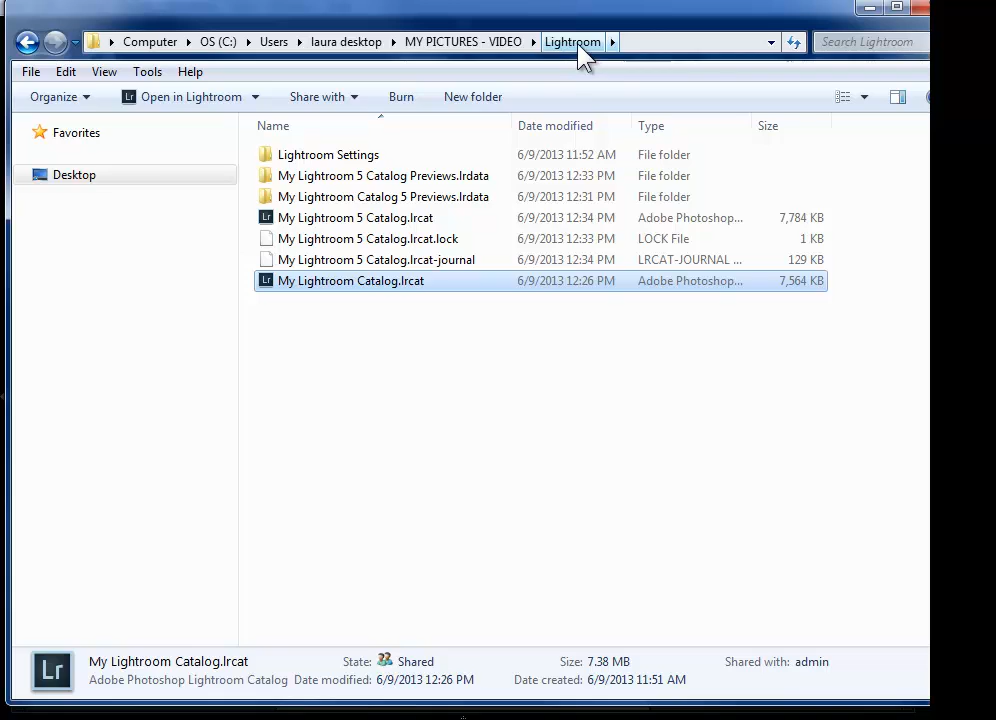 Computer OS (C:) Users laura desktop MY PICTURES - VIDEO Lightroom Search Lightroom
File Edit View Tools Help
Organize Lr Open in Lightroom Share with Burn New folder
Name Date modified Type Size
Favorites
Desktop
Lightroom Settings 6/9/2013 11:52 AM File folder
My Lightroom 5 Catalog Previews.lrdata 6/9/2013 12:33 PM File folder
My Lightroom Catalog 5 Previews.lrdata 6/9/2013 12:31 PM File folder
Lr My Lightroom 5 Catalog.lrcat 6/9/2013 12:34 PM Adobe Photoshop... 7,784 KB
My Lightroom 5 Catalog.lrcat.lock 6/9/2013 12:33 PM LOCK File 1 KB
My Lightroom 5 Catalog.lrcat-journal 6/9/2013 12:34 PM LRCAT-JOURNAL ... 129 KB
Lr My Lightroom Catalog.lrcat 6/9/2013 12:26 PM Adobe Photoshop... 7,564 KB
Lr
My Lightroom Catalog.lrcat State: Shared Size: 7.38 MB Shared with: admin
Adobe Photoshop Lightroom Catalog Date modified: 6/9/2013 12:26 PM Date created: 6/9/2013 11:51 AM